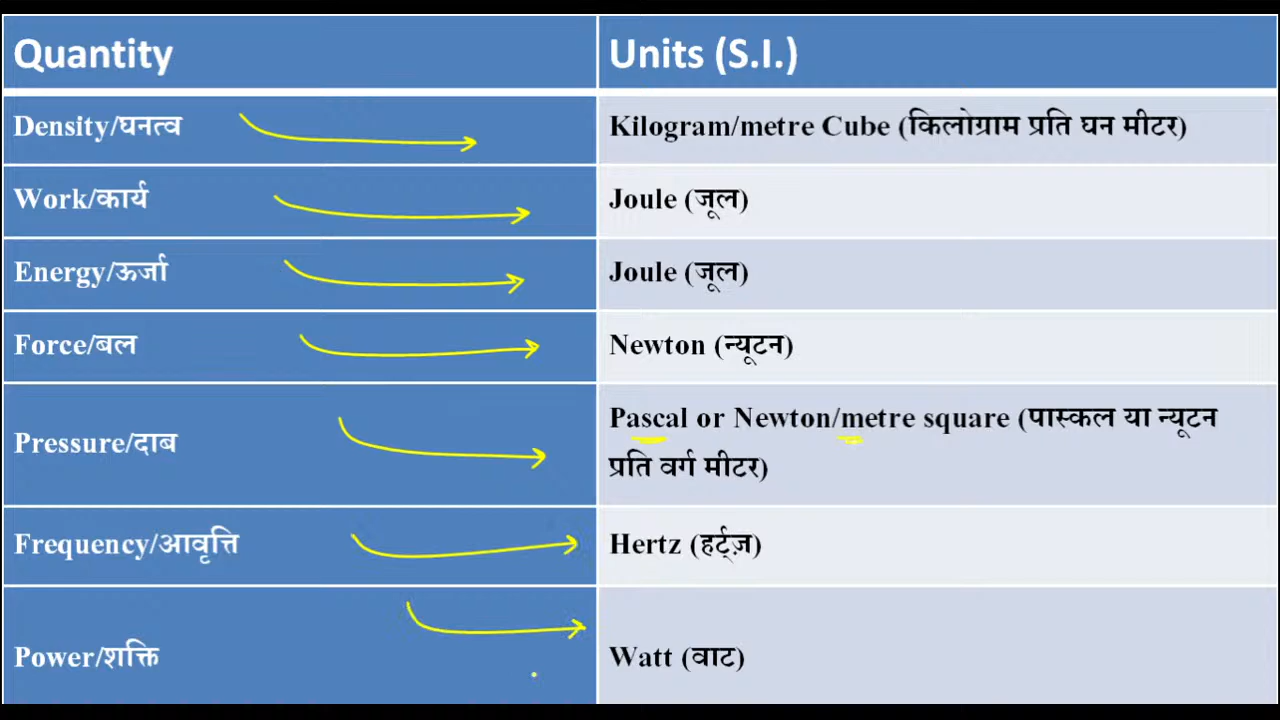 Quantity
Units (S.I.)
Density/घनत्व
Kilogram/metre Cube (किलोग्राम प्रति घन मीटर)
Work/कार्य
Joule (जूल)
Energy/ऊर्जा
Joule (जूल)
Force/बल
Newton (न्यूटन)
Pressure/दाब
Pascal or Newton/metre square (पास्कल या न्यूटन
प्रति वर्ग मीटर)
Frequency/आवृत्ति
Hertz (हर्ट्ज़)
Power/शक्ति
Watt (वाट)